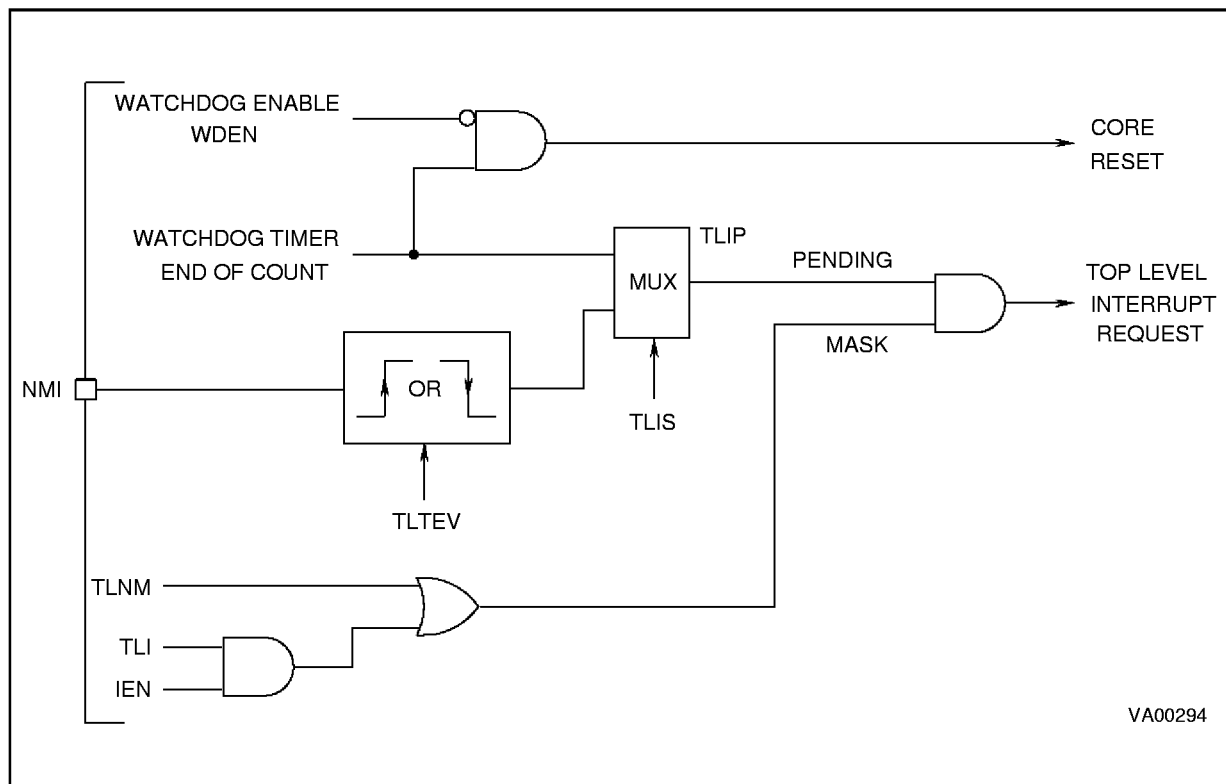 WATCHDOG ENABLE
WDEN
CORE
RESET
WATCHDOG TIMER
END OF COUNT
TLIP
MUX
PENDING
TOP LEVEL
INTERRUPT
REQUEST
MASK
NMI
OR
TLIS
TLTEV
TLNM
TLI
IEN
VA00294